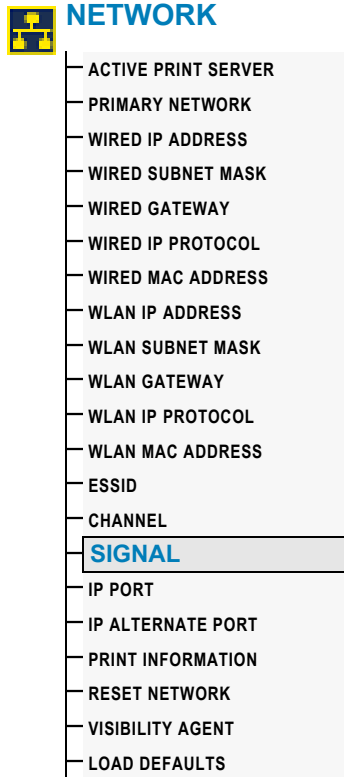 NETWORK
ACTIVE PRINT SERVER
PRIMARY NETWORK
WIRED IP ADDRESS
WIRED SUBNET MASK
WIRED GATEWAY
WIRED IP PROTOCOL
WIRED MAC ADDRESS
WLAN IP ADDRESS
WLAN SUBNET MASK
WLAN GATEWAY
WLAN IP PROTOCOL
WLAN MAC ADDRESS
ESSID
CHANNEL
SIGNAL
IP PORT
IP ALTERNATE PORT
PRINT INFORMATION
RESET NETWORK
VISIBILITY AGENT
LOAD DEFAULTS